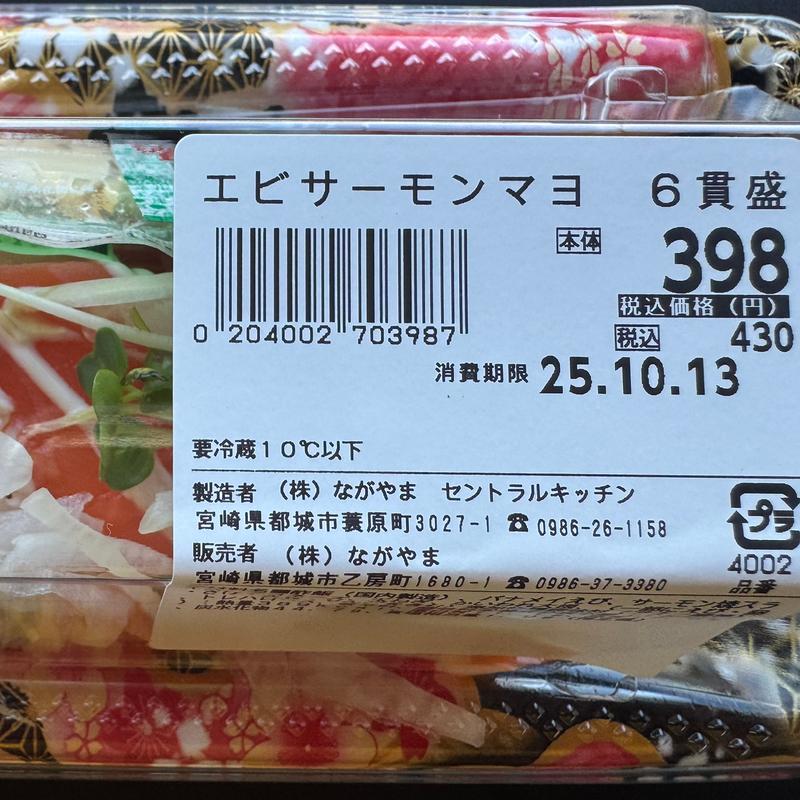 エビサーモンマヨ　6貫盛
本体 398
税込価格（円）
税込 430
0 204002 703987
消費期限 25.10.13
要冷蔵10℃以下
製造者　（株）ながやま　セントラルキッチン
宮崎県都城市蓑原町3027-1 ☎ 0986-26-1158
プラ
販売者　（株）ながやま
4002
宮崎県都城市乙房町1680-1 ☎ 0986-37-3380
品番